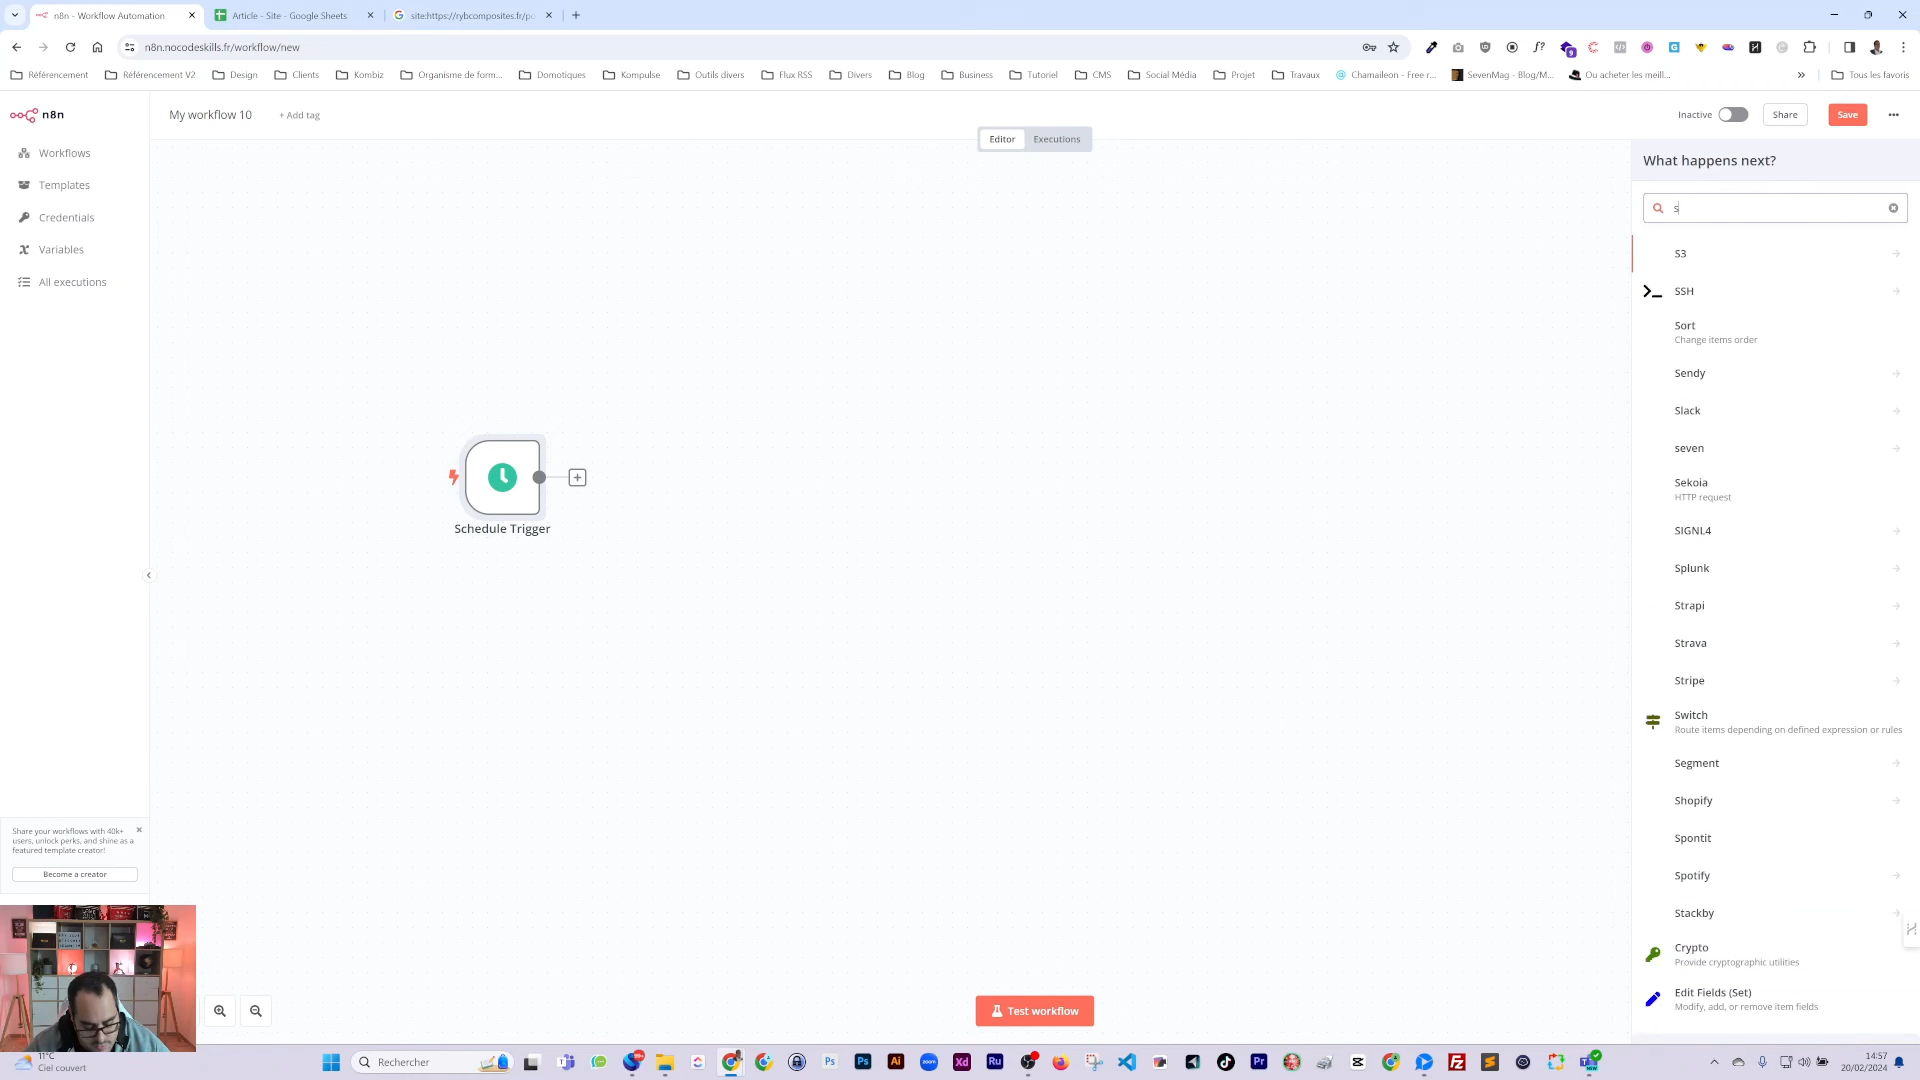 n8n - Workflow Automation
Article - Site - Google Sheets
site:https://rybcomposites.fr/po
n8n.nocodeskills.fr/workflow/new
Référencement
Référencement V2
Design
Clients
Kombiz
Organisme de form...
Domotiques
Kompulse
Outils divers
Flux RSS
Divers
Blog
Business
Tutoriel
CMS
Social Média
Projet
Travaux
Chamaileon - Free r...
SevenMag - Blog/M...
Ou acheter les meill...
Tous les favoris
n8n
My workflow 10
+ Add tag
Inactive
Share
Save
Editor
Executions
Workflows
Templates
Credentials
Variables
All executions
What happens next?
s
S3
SSH
Sort
Change items order
Sendy
Slack
seven
Sekoia
HTTP request
SIGNL4
Splunk
Strapi
Strava
Stripe
Switch
Route items depending on defined expression or rules
Segment
Shopify
Spontit
Spotify
Stackby
Crypto
Provide cryptographic utilities
Edit Fields (Set)
Modify, add, or remove item fields
Schedule Trigger
Share your workflows with 40k+
users, unlock perks, and shine as a
featured template creator!
Become a creator
Test workflow
11°C
Ciel couvert
Rechercher
14:57
20/02/2024